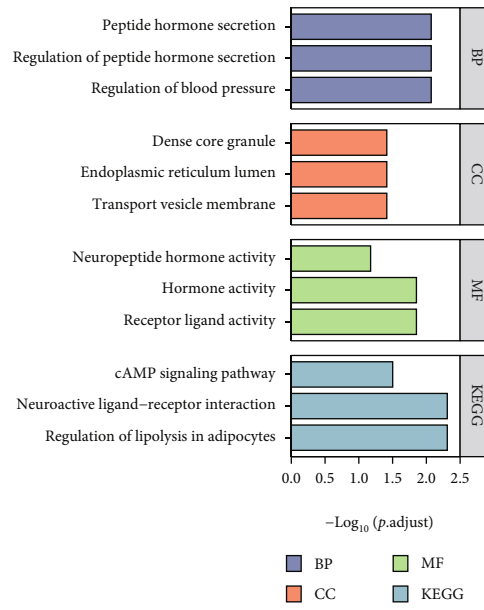 Peptide hormone secretion
Regulation of peptide hormone secretion
Regulation of blood pressure
BP
Dense core granule
Endoplasmic reticulum lumen
Transport vesicle membrane
CC
Neuropeptide hormone activity
Hormone activity
Receptor ligand activity
MF
cAMP signaling pathway
Neuroactive ligand−receptor interaction
Regulation of lipolysis in adipocytes
KEGG
0.0 0.5 1.0 1.5 2.0 2.5
−Log₁₀ (p.adjust)
BP MF
CC KEGG